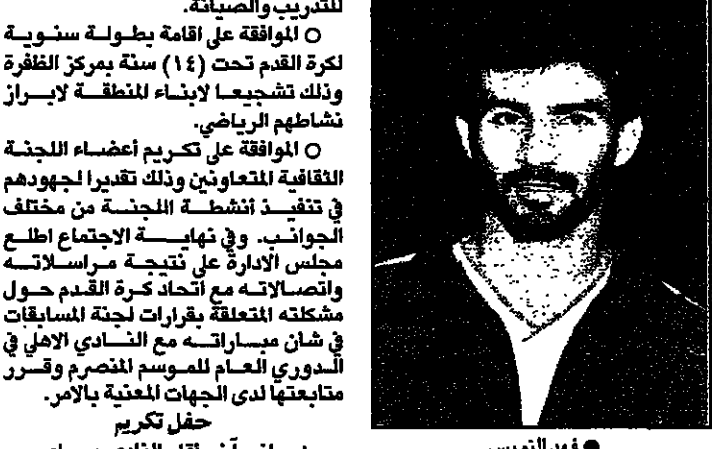 للتدريب والصيانة.
○ الموافقة على اقامة بطولة سنوية
لكرة القدم تحت (١٤) سنة بمركز الظفرة
وذلك تشجيعا لابناء المنطقة لابراز
نشاطهم الرياضي.
○ الموافقة على تكريم أعضاء اللجنة
الثقافية المتعاونين وذلك تقديرا لجهودهم
في تنفيذ أنشطة اللجنة من مختلف
الجوانب. وفي نهاية الاجتماع اطلع
مجلس الادارة على نتيجة مراسلاته
واتصالاته مع اتحاد كرة القدم حول
مشكلته المتعلقة بقرارات لجنة المسابقات
في شأن مباراته مع النادي الاهلي في
الدوري العام للموسم المنصرم وقرر
متابعتها لدى الجهات المعنية بالامر.
حفل تكريم
● فهد